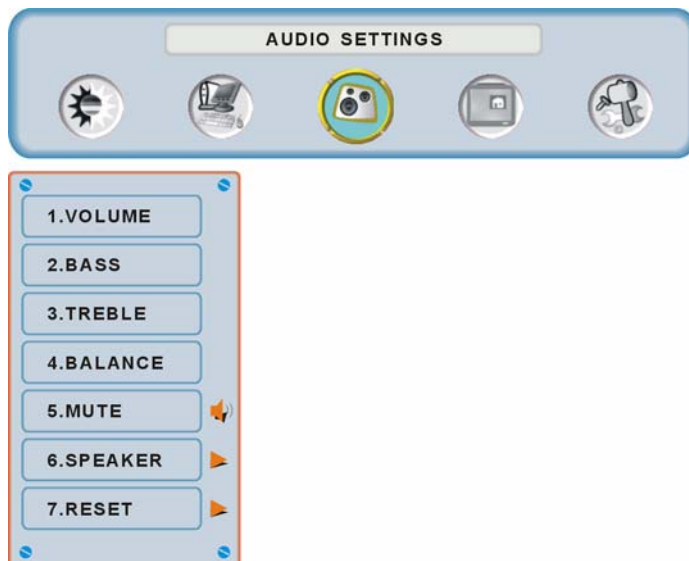 AUDIO SETTINGS
1.VOLUME
2.BASS
3.TREBLE
4.BALANCE
5.MUTE
6.SPEAKER
7.RESET